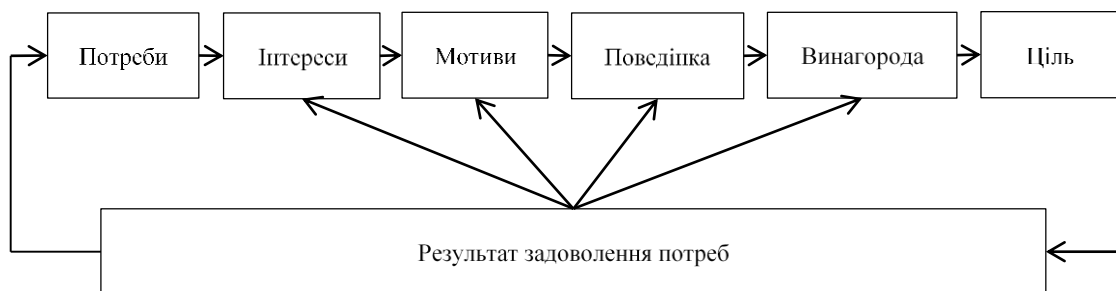 Потреби
Інтереси
Мотиви
Поведінка
Винагорода
Ціль
Результат задоволення потреб